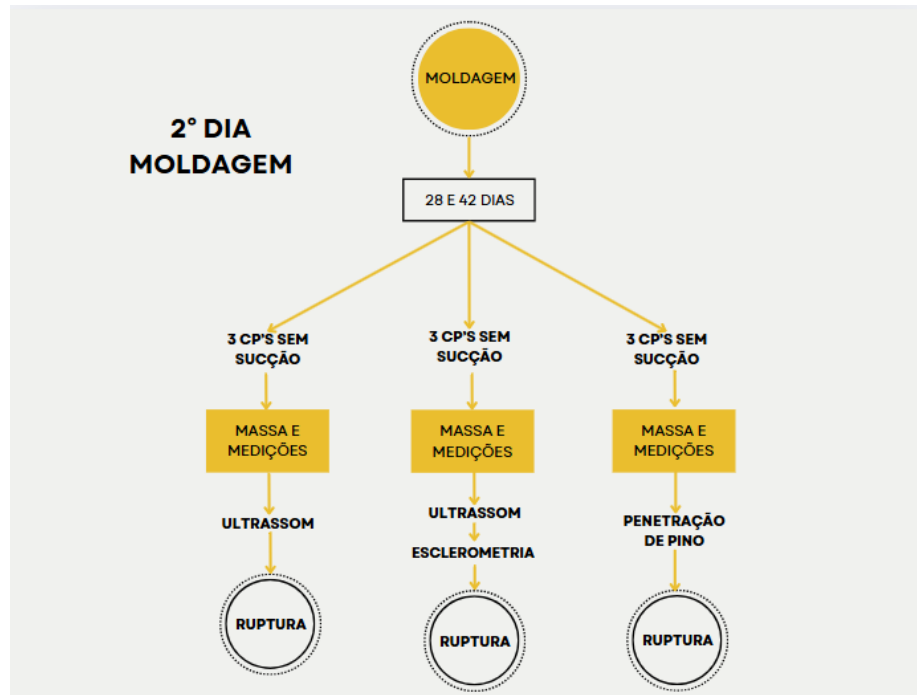 MOLDAGEM
2° DIA
MOLDAGEM
28 E 42 DIAS
3 CP'S SEM
SUCÇÃO
3 CP'S SEM
SUCÇÃO
3 CP'S SEM
SUCÇÃO
MASSA E
MEDIÇÕES
MASSA E
MEDIÇÕES
MASSA E
MEDIÇÕES
ULTRASSOM
ULTRASSOM
ESCLEROMETRIA
PENETRAÇÃO
DE PINO
RUPTURA
RUPTURA
RUPTURA